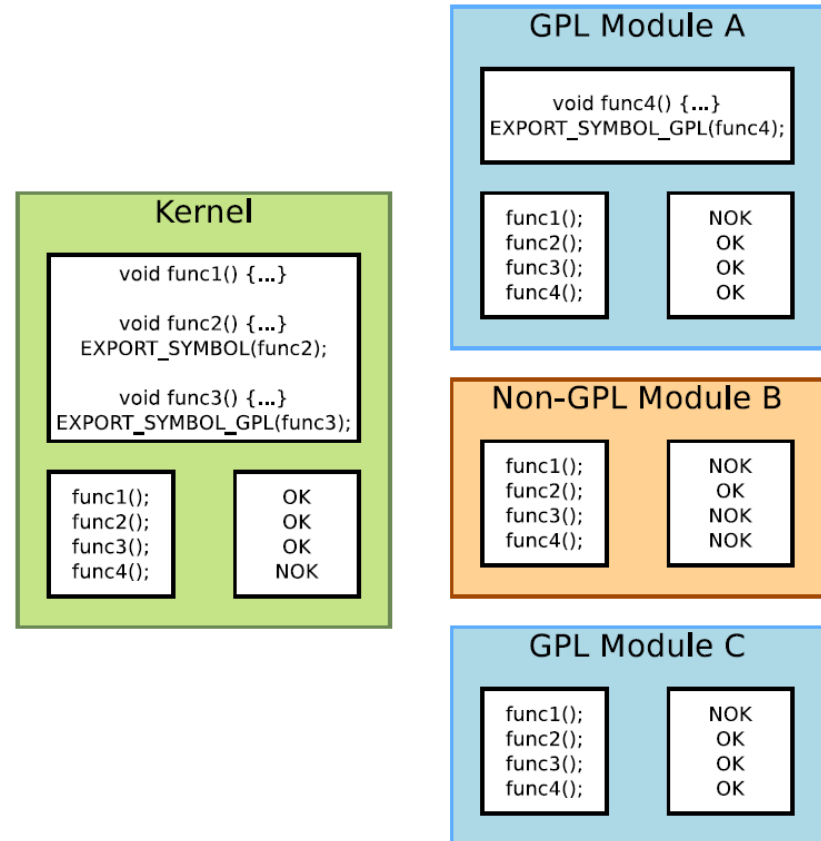 Kernel
void func1() {...}
void func2() {...}
EXPORT_SYMBOL(func2);
void func3() {...}
EXPORT_SYMBOL_GPL(func3);
func1(); OK
func2(); OK
func3(); OK
func4(); NOK
GPL Module A
void func4() {...}
EXPORT_SYMBOL_GPL(func4);
func1(); NOK
func2(); OK
func3(); OK
func4(); OK
Non-GPL Module B
func1(); NOK
func2(); OK
func3(); NOK
func4(); NOK
GPL Module C
func1(); NOK
func2(); OK
func3(); OK
func4(); OK